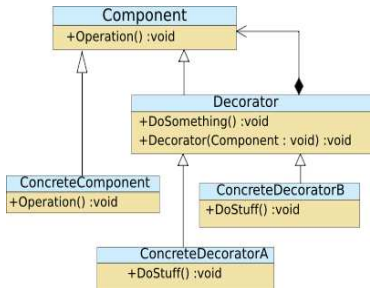 Component
+Operation() :void
Decorator
+DoSomething() :void
+Decorator(Component : void) :void
ConcreteComponent
+Operation() :void
ConcreteDecoratorB
+DoStuff() :void
ConcreteDecoratorA
+DoStuff() :void